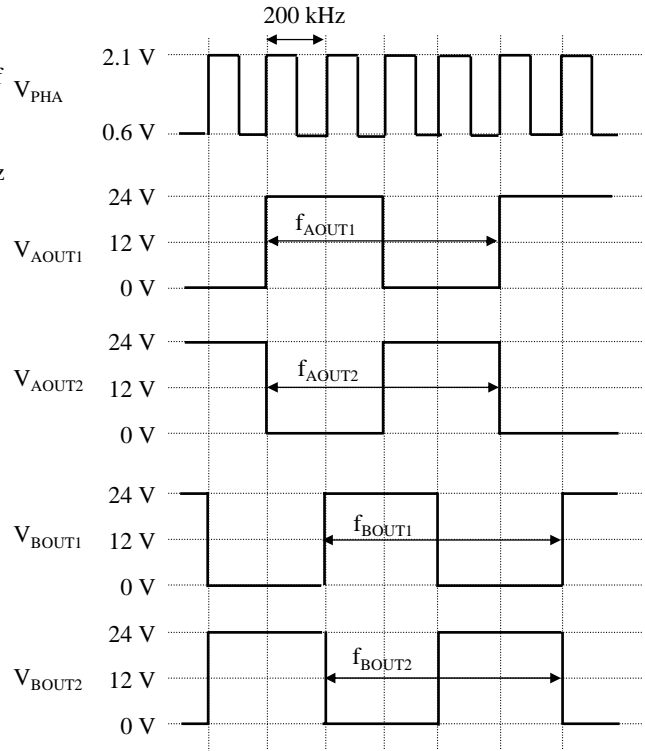 200 kHz
2.1 V
f
V_PHA
0.6 V
z
24 V
V_AOUT1
12 V
f_AOUT1
0 V
24 V
V_AOUT2
12 V
f_AOUT2
0 V
24 V
V_BOUT1
12 V
f_BOUT1
0 V
24 V
V_BOUT2
12 V
f_BOUT2
0 V